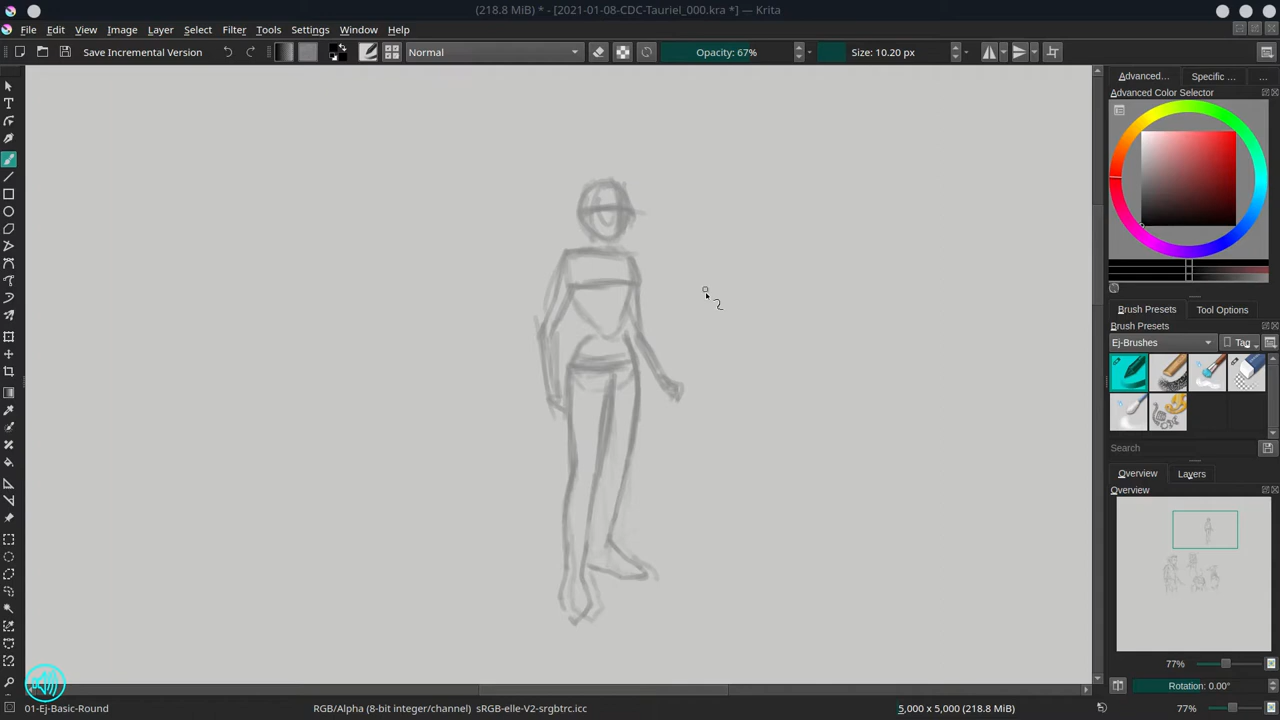 (218.8 MiB) * - [2021-01-08-CDC-Tauriel_000.kra *] — Krita
File Edit View Image Layer Select Filter Tools Settings Window Help
Save Incremental Version Normal Opacity: 67% Size: 10.20 px
Advanced... Specific ... ...
Advanced Color Selector
Brush Presets Tool Options
Brush Presets
Ej-Brushes Tag
Search
Overview Layers
Overview
77%
Rotation: 0.00°
01-Ej-Basic-Round RGB/Alpha (8-bit integer/channel) sRGB-elle-V2-srgbtrc.icc 5,000 x 5,000 (218.8 MiB) 77%